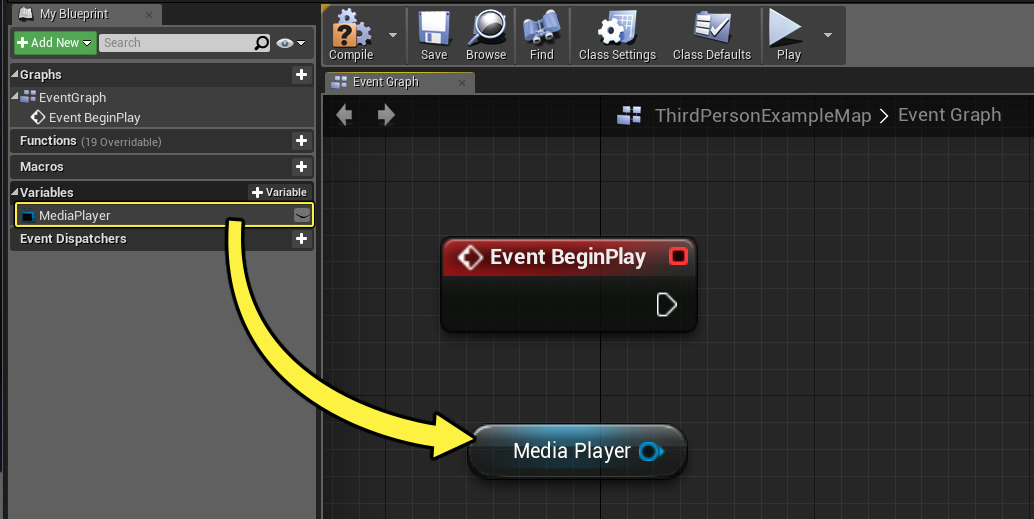 My Blueprint
Add New
Search
Graphs
EventGraph
Event BeginPlay
Functions (19 Overridable)
Macros
Variables
Variable
MediaPlayer
Event Dispatchers
Compile
Save
Browse
Find
Class Settings
Class Defaults
Play
Event Graph
ThirdPersonExampleMap > Event Graph
Event BeginPlay
Media Player